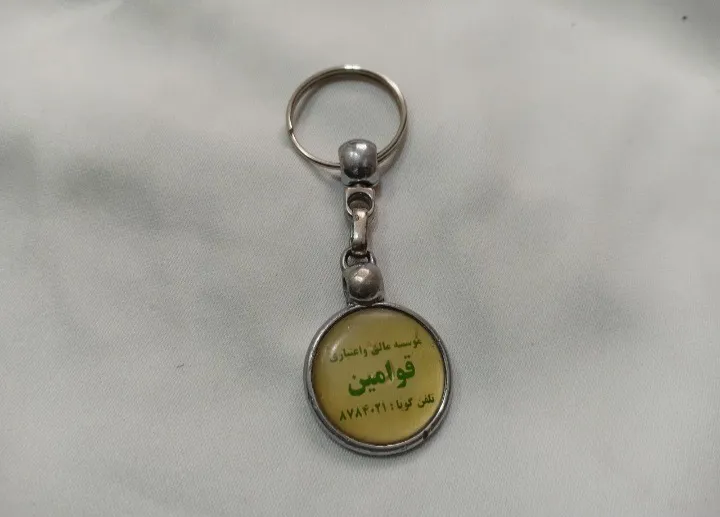 موسسه مالی و اعتباری
قوامین
تلفن گویا : ۸۷۸۴۰۲۱